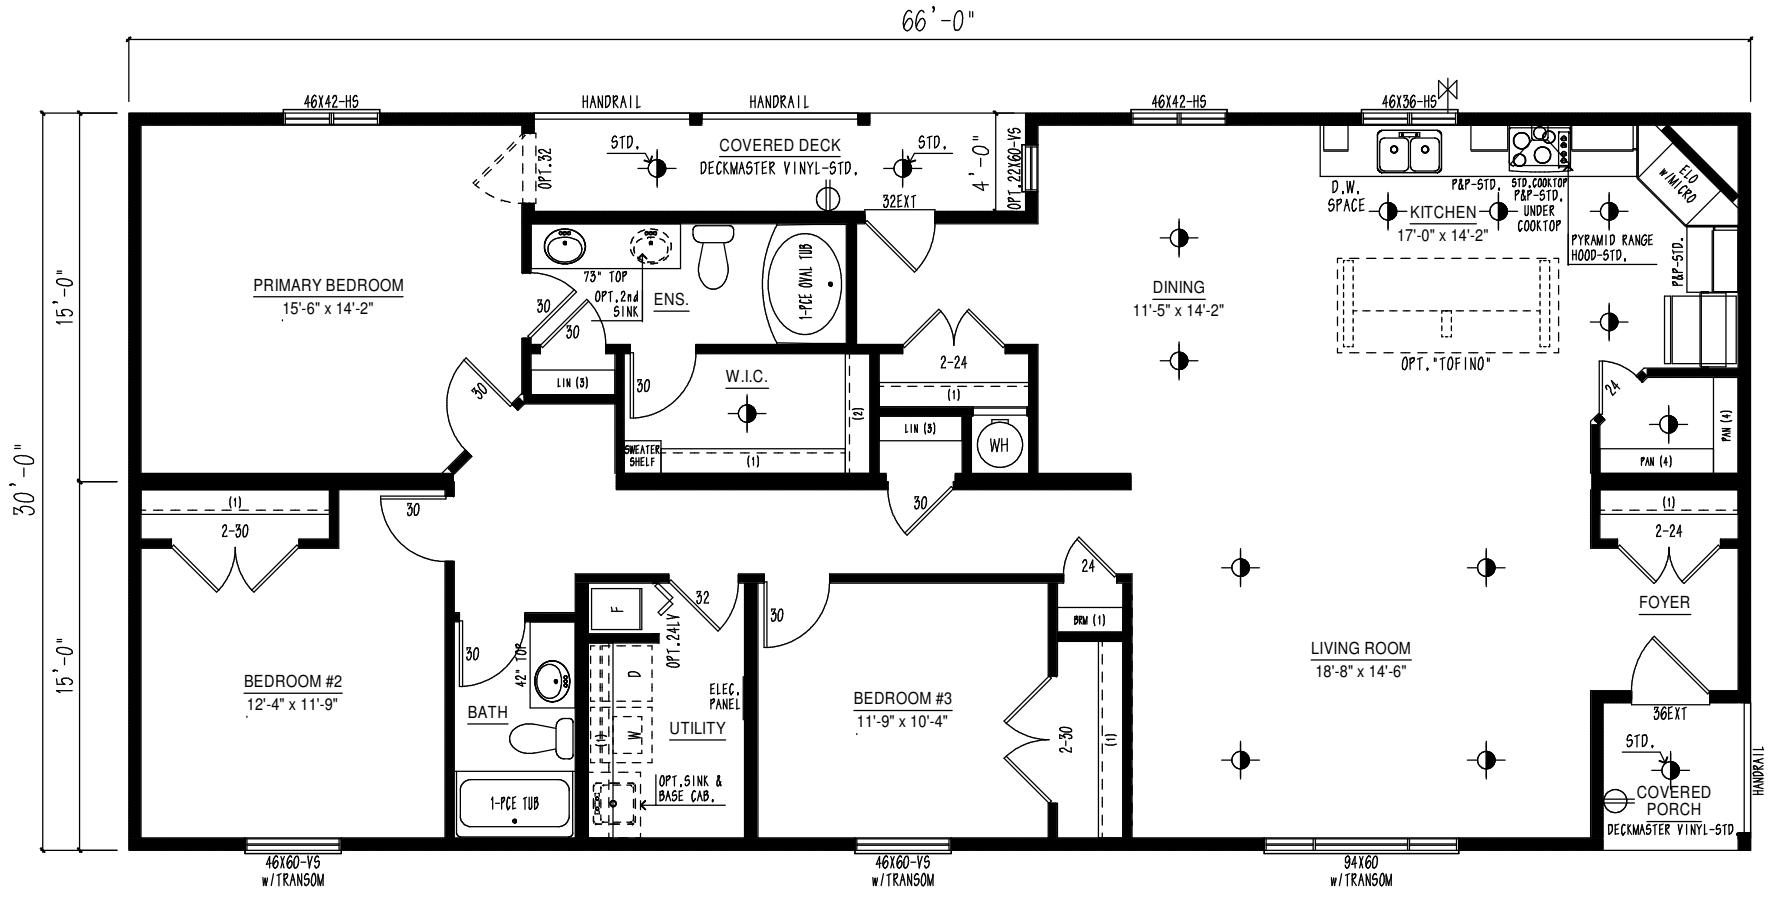 66'-0"
46X42-HS
HANDRAIL
HANDRAIL
46X42-HS
46X36-HS
STD.
COVERED DECK
DECKMASTER VINYL-STD.
STD.
4'-0"
OPT.22X60-VS
OPT.32
32EXT
D.W.
SPACE
P&P-STD.
STD.COOKTOP
P&P-STD.
UNDER
COOKTOP
ELO
w/MICRO
KITCHEN
17'-0" x 14'-2"
PYRAMID RANGE
HOOD-STD.
P&P-STD.
15'-0"
PRIMARY BEDROOM
15'-6" x 14'-2"
73" TOP
OPT.2nd
SINK
ENS.
1-PCE OVAL TUB
30
30
DINING
11'-5" x 14'-2"
OPT. "TOFINO"
30
LIN (3)
30
W.I.C.
(2)
2-24
(1)
24
SWEATER
SHELF
(1)
LIN (3)
WH
PAN (4)
PAN (4)
30'-0"
(1)
2-30
30
30
(1)
2-24
24
FOYER
F
32
OPT.24LV
30
BRM (1)
15'-0"
BEDROOM #2
12'-4" x 11'-9"
30
42" TOP
BATH
D
W
(1)
ELEC.
PANEL
UTILITY
BEDROOM #3
11'-9" x 10'-4"
2-30
(1)
LIVING ROOM
18'-8" x 14'-6"
36EXT
STD.
HANDRAIL
1-PCE TUB
OPT.SINK &
BASE CAB.
COVERED
PORCH
DECKMASTER VINYL-STD.
46X60-VS
w/TRANSOM
46X60-VS
w/TRANSOM
94X60
w/TRANSOM